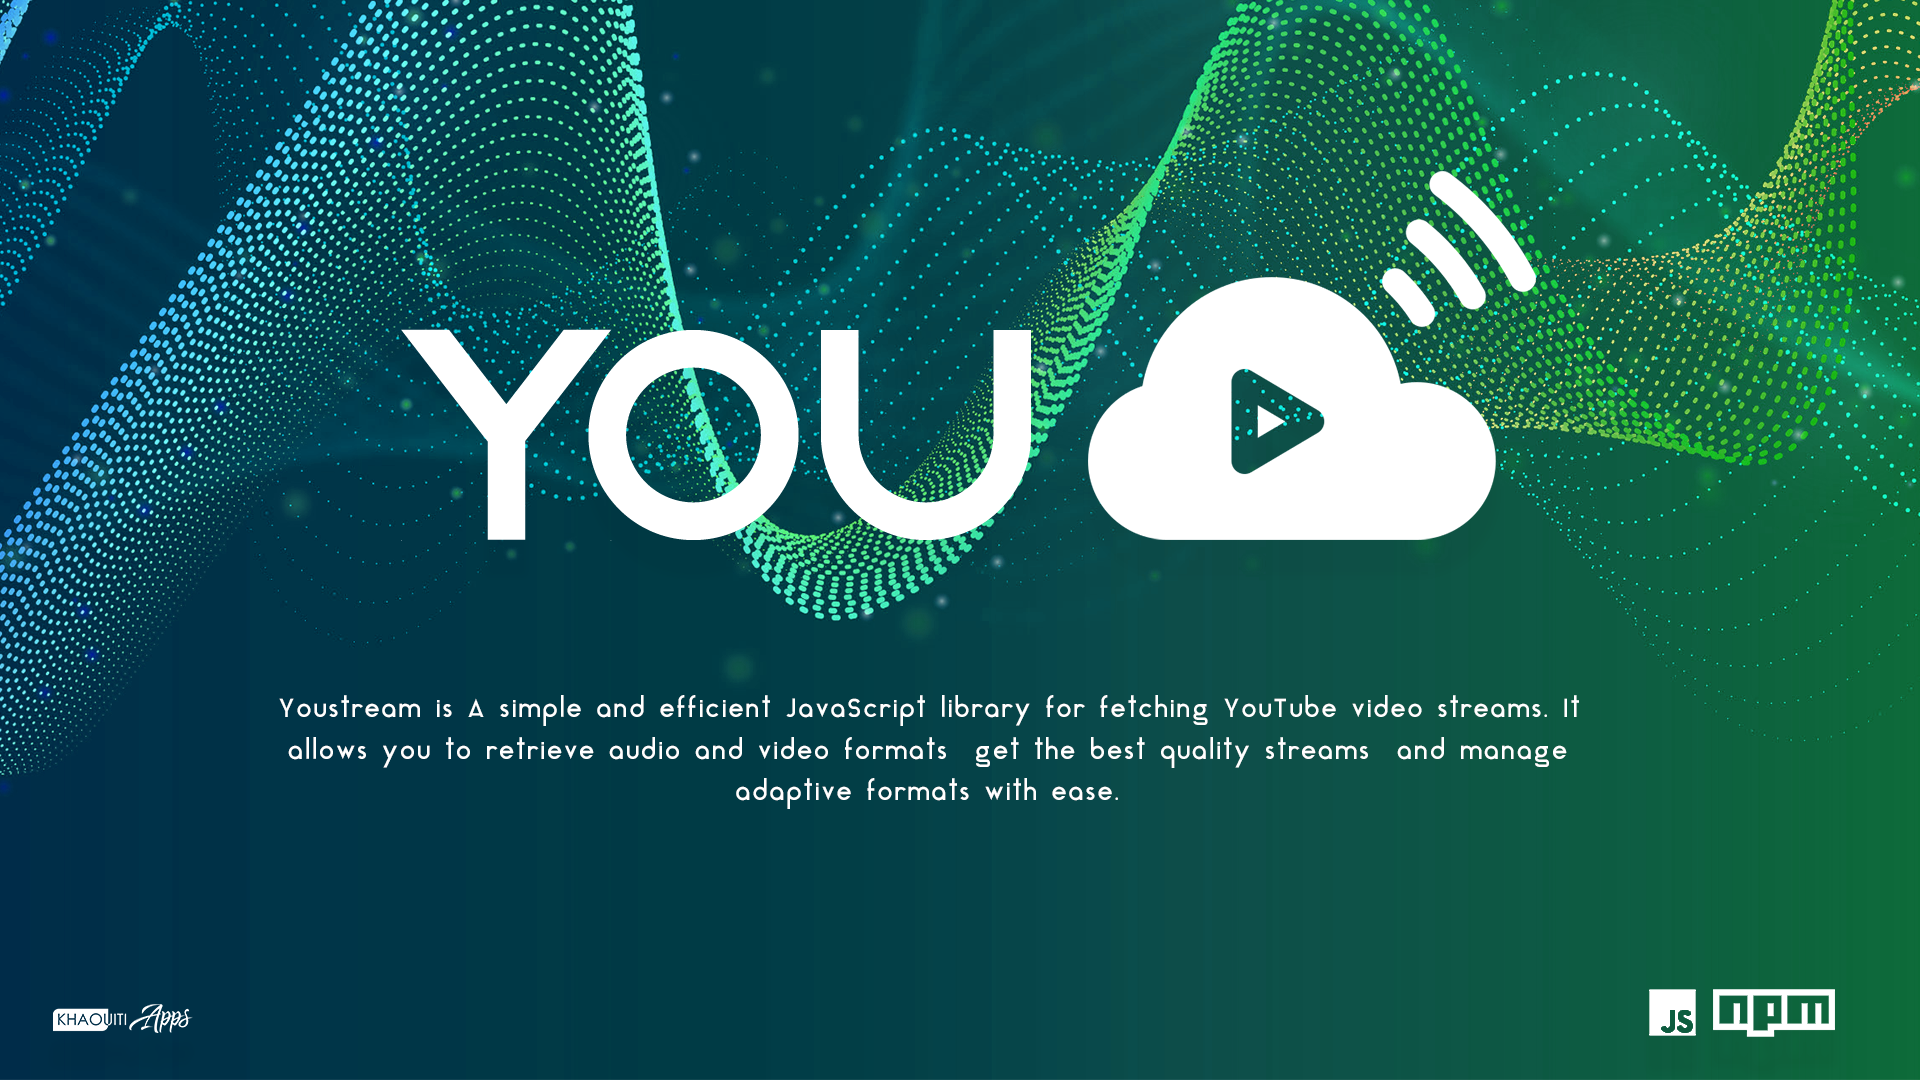 YOU
Youstream is A simple and efficient JavaScript library for fetching YouTube video streams. It
allows you to retrieve audio and video formats get the best quality streams and manage
adaptive formats with ease.
KHAOUITI Apps
JS npm